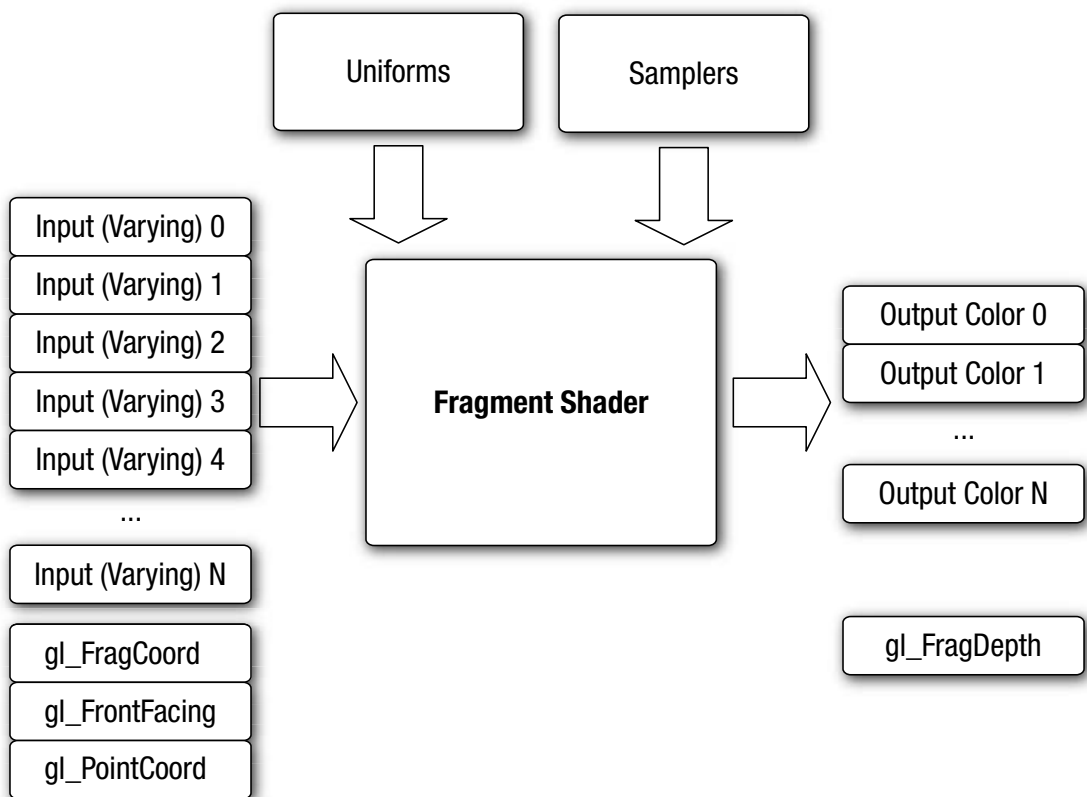 Uniforms
Samplers
Input (Varying) 0
Input (Varying) 1
Input (Varying) 2
Input (Varying) 3
Input (Varying) 4
...
Input (Varying) N
gl_FragCoord
gl_FrontFacing
gl_PointCoord
Fragment Shader
Output Color 0
Output Color 1
...
Output Color N
gl_FragDepth